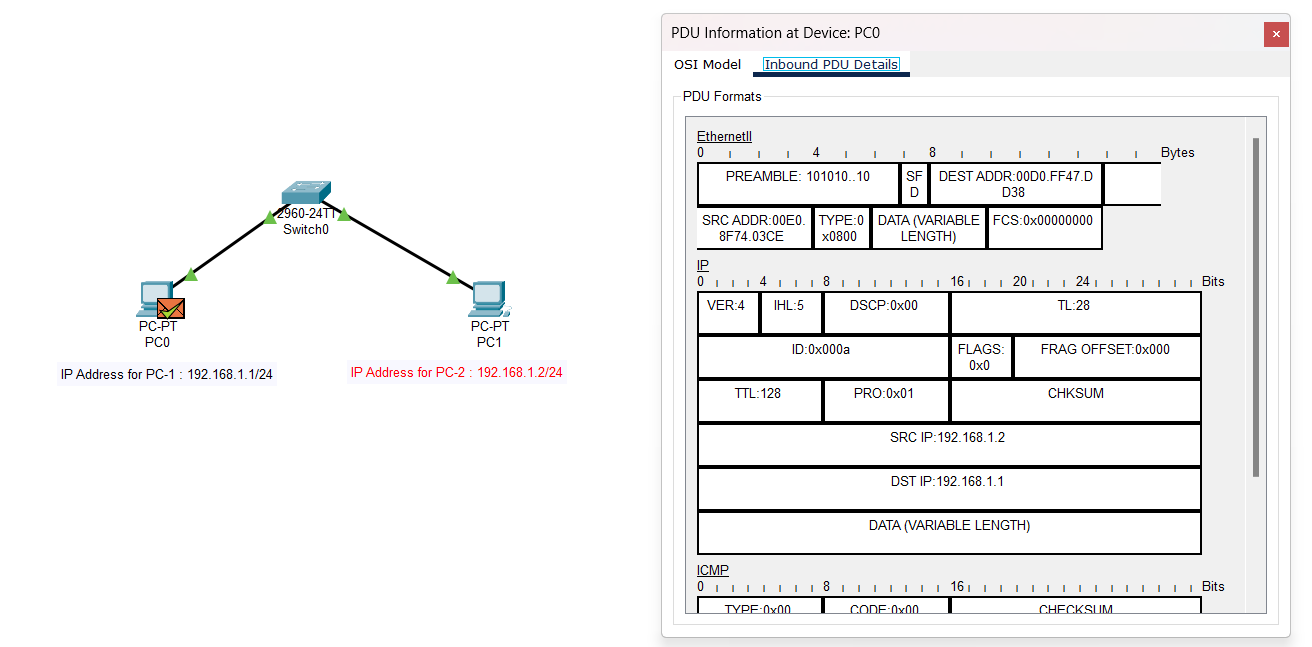 2960-24TT
Switch0
PC-PT
PC0
PC-PT
PC1
IP Address for PC-1 : 192.168.1.1/24
IP Address for PC-2 : 192.168.1.2/24
PDU Information at Device: PC0
×
OSI Model
Inbound PDU Details
PDU Formats
EthernetII
0 4 8 Bytes
PREAMBLE: 101010..10
SF
D
DEST ADDR:00D0.FF47.D
D38
SRC ADDR:00E0.
8F74.03CE
TYPE:0
x0800
DATA (VARIABLE
LENGTH)
FCS:0x00000000
IP
0 4 8 16 20 24 Bits
VER:4
IHL:5
DSCP:0x00
TL:28
ID:0x000a
FLAGS:
0x0
FRAG OFFSET:0x000
TTL:128
PRO:0x01
CHKSUM
SRC IP:192.168.1.2
DST IP:192.168.1.1
DATA (VARIABLE LENGTH)
ICMP
0 8 16 Bits
TYPE:0x00
CODE:0x00
CHECKSUM